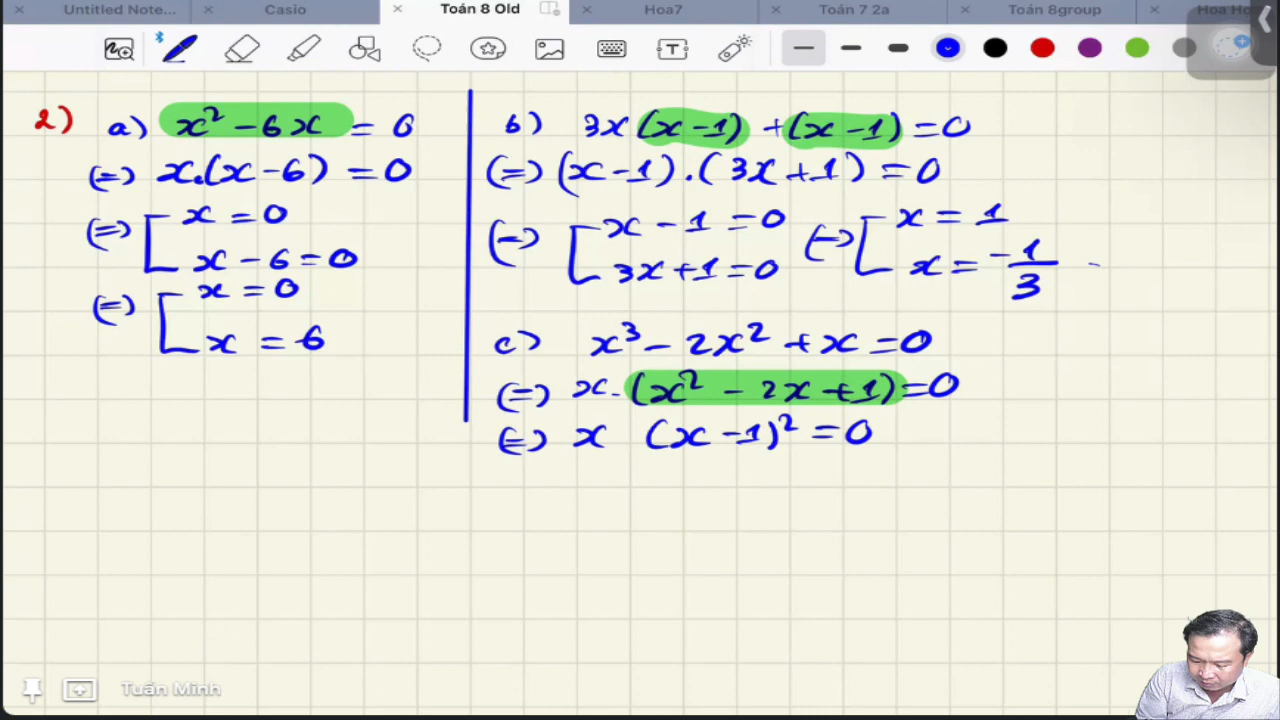 Untitled Note... Casio Toán 8 Old Hoa7 Toán 7 2a Toán 8group Hoa Ho
2) a) x² - 6x = 0
(=) x.(x - 6) = 0
(=) [ x = 0
x - 6 = 0
(=) [ x = 0
x = 6
b) 3x(x - 1) + (x - 1) = 0
(=) (x - 1).(3x + 1) = 0
(=) [ x - 1 = 0 (=) [ x = 1
3x + 1 = 0 x = -1/3
c) x³ - 2x² + x = 0
(=) x.(x² - 2x + 1) = 0
(=) x (x - 1)² = 0
Tuấn Minh